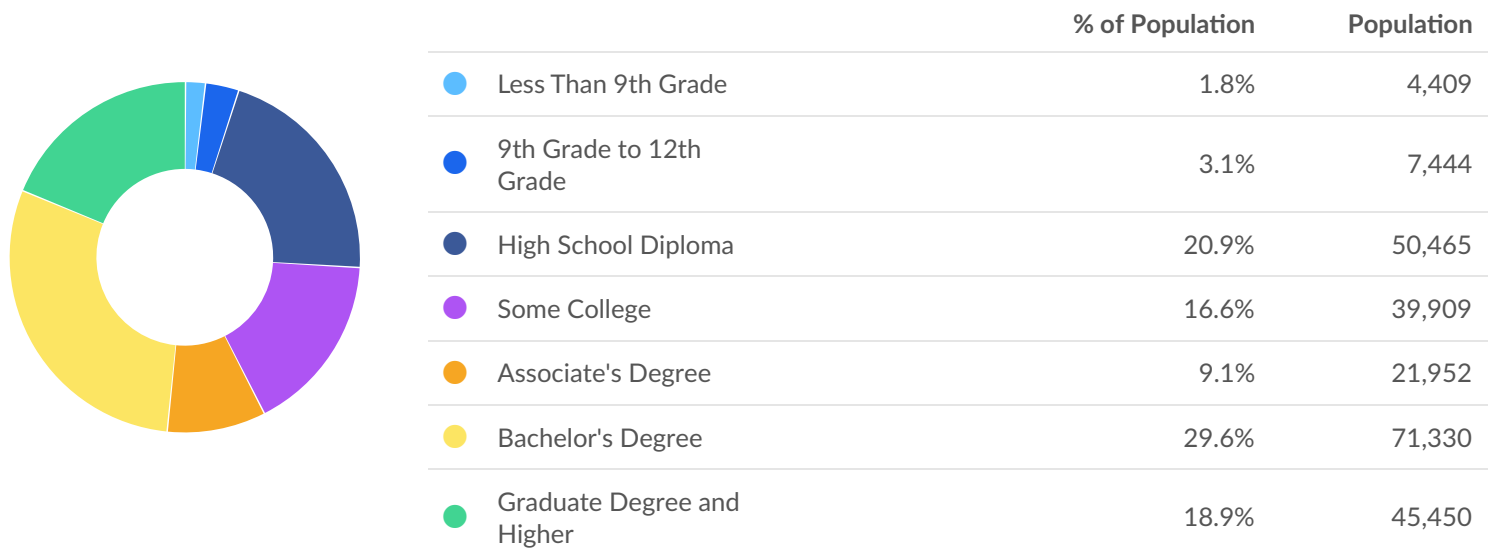 % of Population Population
Less Than 9th Grade 1.8% 4,409
9th Grade to 12th
Grade 3.1% 7,444
High School Diploma 20.9% 50,465
Some College 16.6% 39,909
Associate's Degree 9.1% 21,952
Bachelor's Degree 29.6% 71,330
Graduate Degree and
Higher 18.9% 45,450